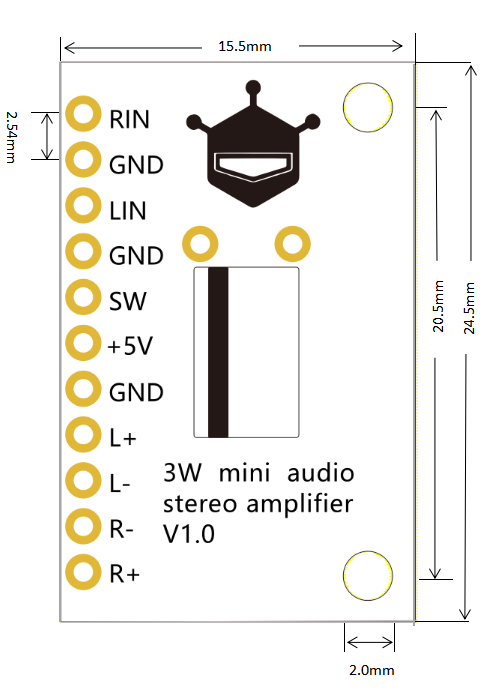 15.5mm
2.54mm
RIN
GND
LIN
GND
SW
+5V
GND
L+
L-
R-
R+
20.5mm
24.5mm
3W mini audio
stereo amplifier
V1.0
2.0mm